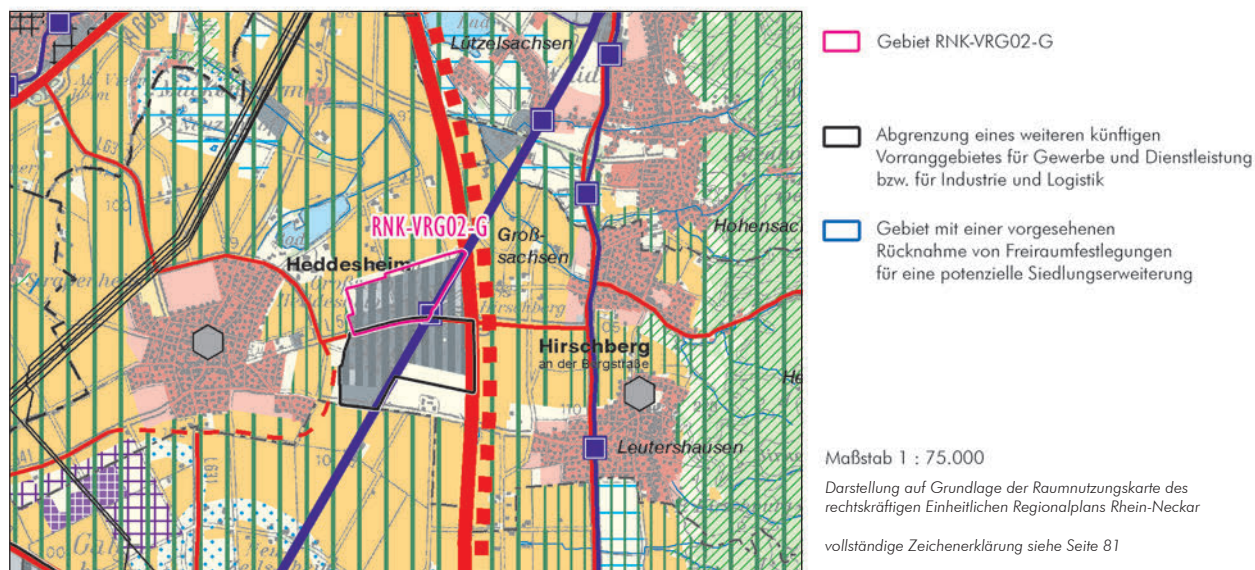 Lützelsachsen
RNK-VRG02-G
Groß-
sachsen
Hohensac
Heddesheim
Hirschberg
an der Bergstraße
Leutershausen
Gebiet RNK-VRG02-G
Abgrenzung eines weiteren künftigen
Vorranggebietes für Gewerbe und Dienstleistung
bzw. für Industrie und Logistik
Gebiet mit einer vorgesehenen
Rücknahme von Freiraumfestlegungen
für eine potenzielle Siedlungserweiterung
Maßstab 1 : 75.000
Darstellung auf Grundlage der Raumnutzungskarte des
rechtskräftigen Einheitlichen Regionalplans Rhein-Neckar
vollständige Zeichenerklärung siehe Seite 81